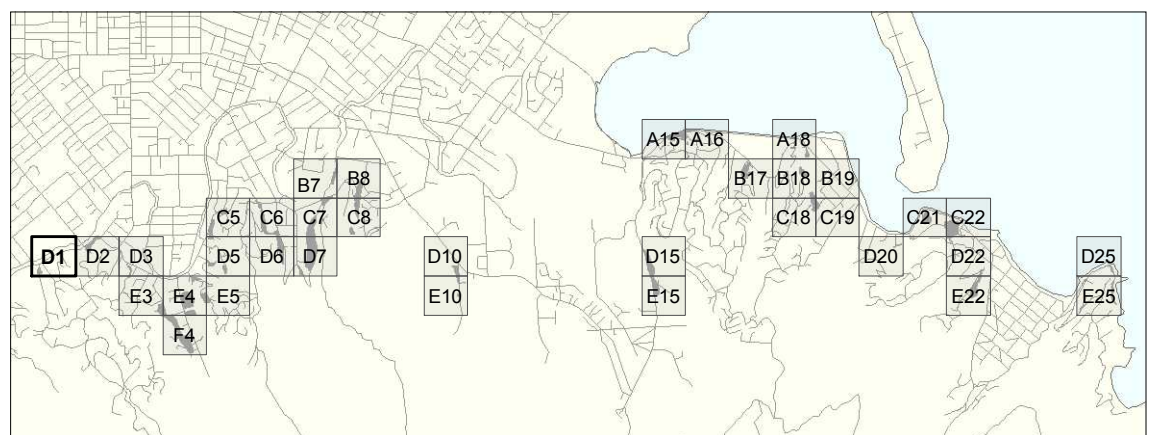 A15 A16 A18
B7 B8 B17 B18 B19
C5 C6 C7 C8 C18 C19 C21 C22
D1 D2 D3 D5 D6 D7 D10 D15 D20 D22 D25
E3 E4 E5 E10 E15 E22 E25
F4